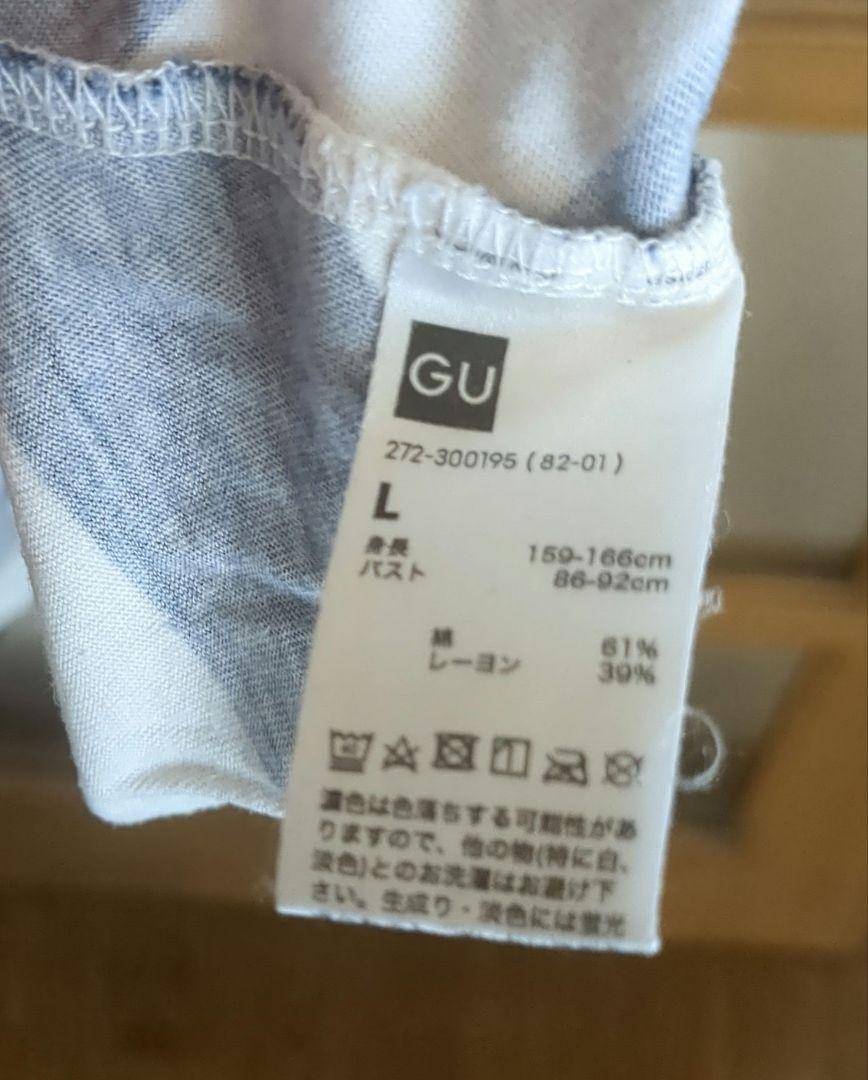 GU
272-300195 (82-01)
L
身長 159-166cm
バスト 86-92cm
綿 61%
レーヨン 39%
濃色は色落ちする可能性があ
りますので、他の物(特に白、
淡色)とのお洗濯はお避け下
さい。生成り・淡色には蛍光